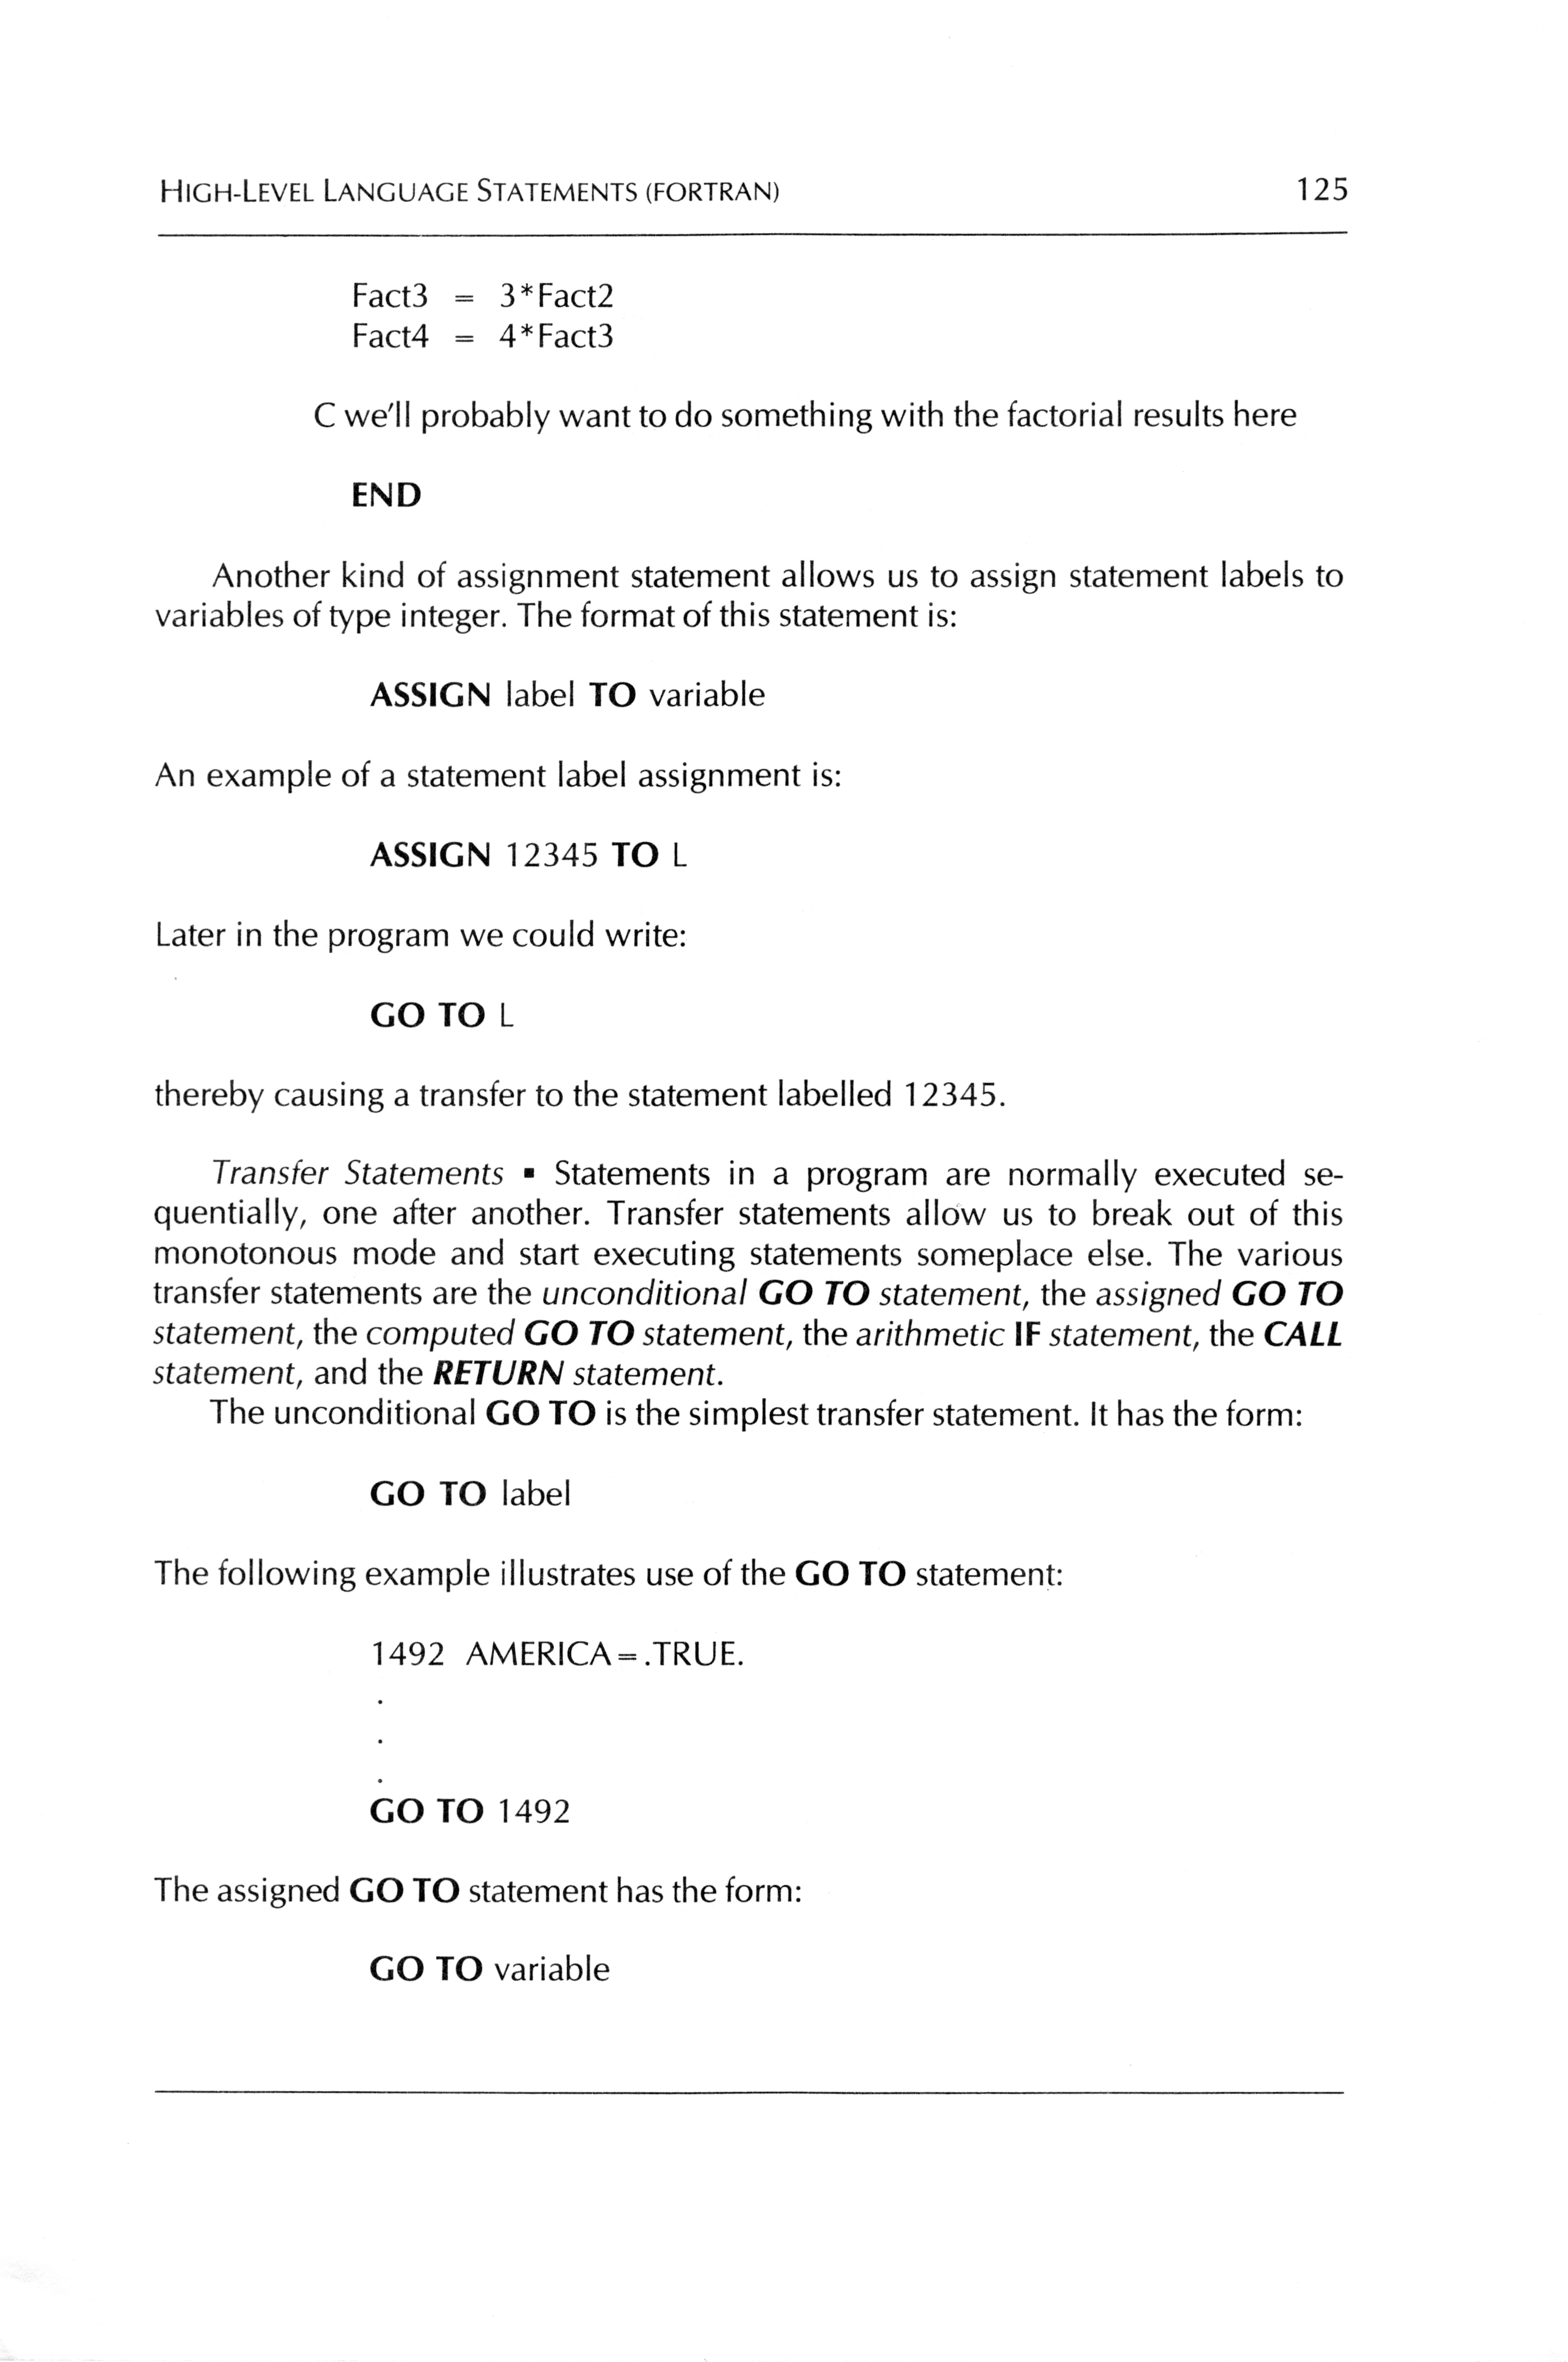 HIGH-LEVEL LANGUAGE STATEMENTS (FORTRAN) 125
Fact3 = 3*Fact2
Fact4 = 4*Fact3
C we'll probably want to do something with the factorial results here
END
Another kind of assignment statement allows us to assign statement labels to
variables of type integer. The format of this statement is:
ASSIGN label TO variable
An example of a statement label assignment is:
ASSIGN 12345 TO L
Later in the program we could write:
GO TO L
thereby causing a transfer to the statement labelled 12345.
Transfer Statements ▪ Statements in a program are normally executed se-
quentially, one after another. Transfer statements allow us to break out of this
monotonous mode and start executing statements someplace else. The various
transfer statements are the unconditional GO TO statement, the assigned GO TO
statement, the computed GO TO statement, the arithmetic IF statement, the CALL
statement, and the RETURN statement.
The unconditional GO TO is the simplest transfer statement. It has the form:
GO TO label
The following example illustrates use of the GO TO statement:
1492 AMERICA=.TRUE.
.
.
.
GO TO 1492
The assigned GO TO statement has the form:
GO TO variable